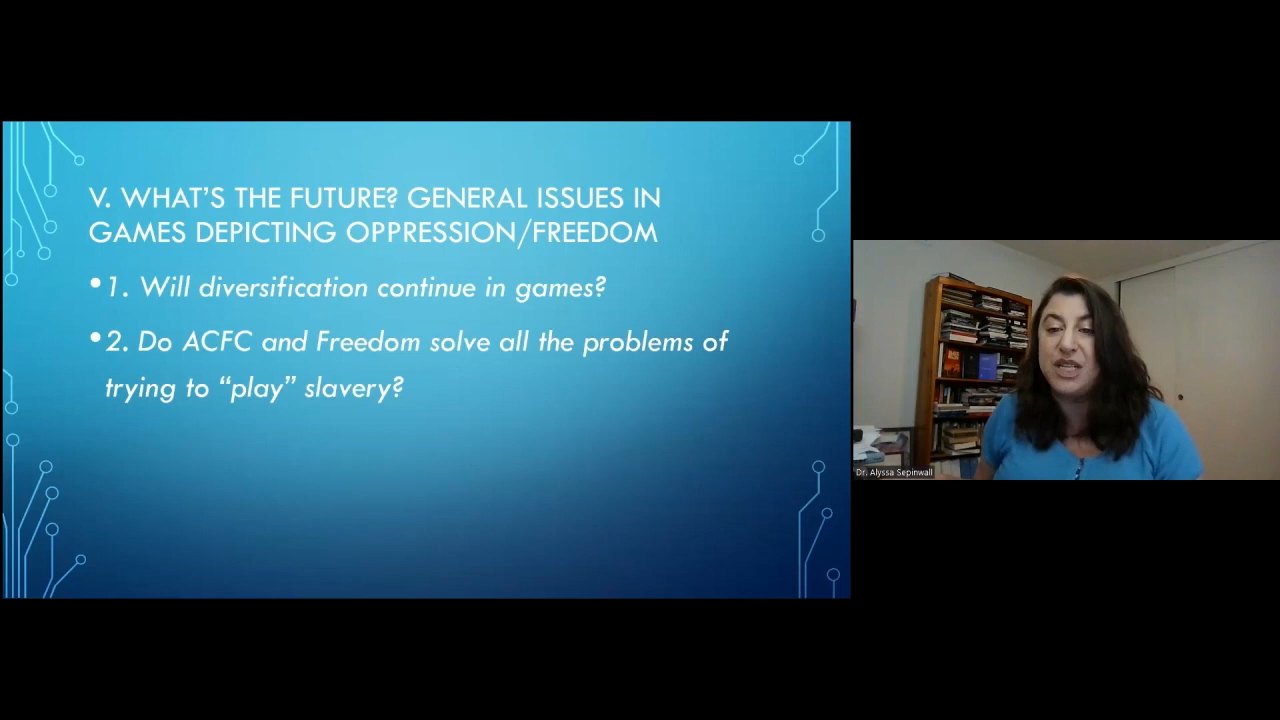 V. WHAT'S THE FUTURE? GENERAL ISSUES IN
GAMES DEPICTING OPPRESSION/FREEDOM
•1. Will diversification continue in games?
•2. Do ACFC and Freedom solve all the problems of
trying to “play” slavery?
Dr. Alyssa Sepinwall